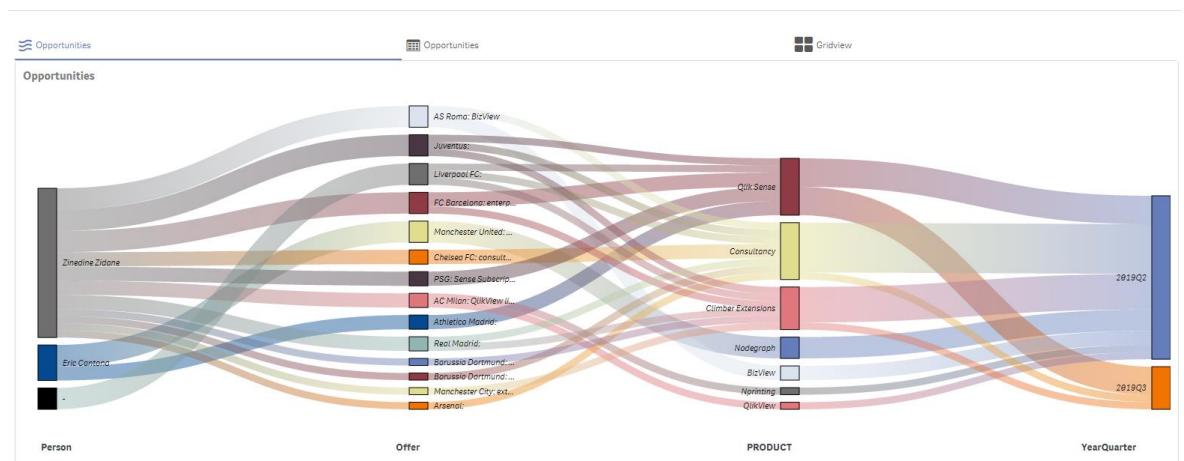 Opportunities
Opportunities
Gridview
Opportunities
Zinedine Zidane
Eric Cantona
-
AS Roma: BizView
Juventus:
Liverpool FC:
FC Barcelona: enterp...
Manchester United:...
Chelsea FC: consult...
PSG: Sense Subscrip...
AC Milan: QlikView li...
Athletico Madrid:
Real Madrid;
Borussia Dortmund:...
Borussia Dortmund:...
Manchester City: ext...
Arsenal:
Qlik Sense
Consultancy
Climber Extensions
Nodegraph
BizView
Nprinting
QlikView
2019Q2
2019Q3
Person
Offer
PRODUCT
YearQuarter